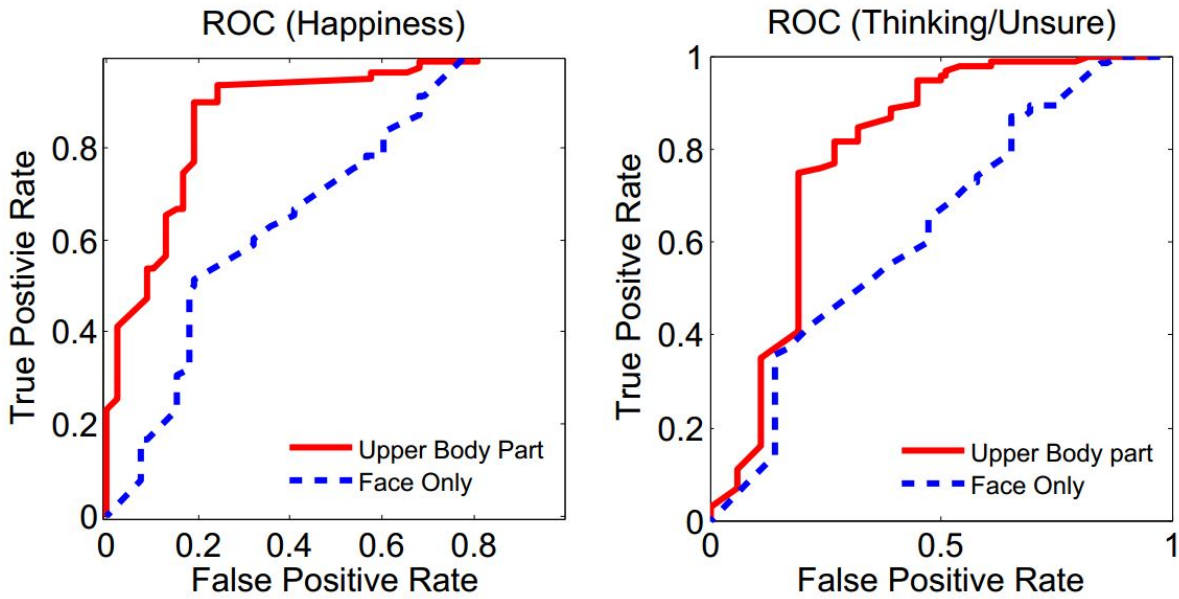 ROC (Happiness)
True Postivie Rate
0.8
0.6
0.4
0.2
0
0 0.2 0.4 0.6 0.8
False Positive Rate
Upper Body Part
Face Only
ROC (Thinking/Unsure)
True Positve Rate
1
0.8
0.6
0.4
0.2
0
0 0.5 1
False Positive Rate
Upper Body part
Face Only